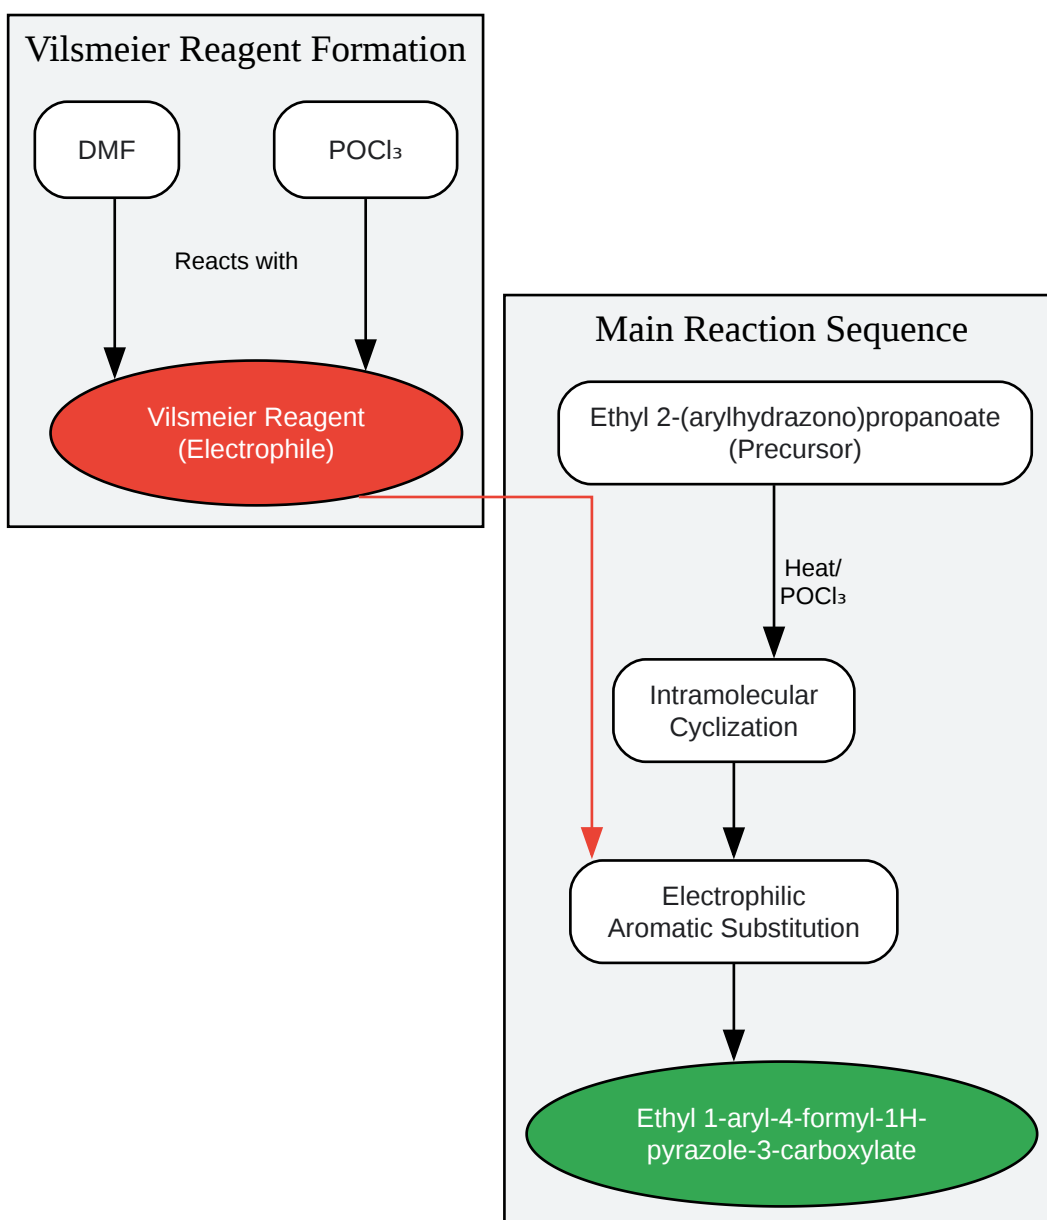 Vilsmeier Reagent Formation
DMF
POCl₃
Reacts with
Vilsmeier Reagent
(Electrophile)
Main Reaction Sequence
Ethyl 2-(arylhydrazono)propanoate
(Precursor)
Heat/
POCl₃
Intramolecular
Cyclization
Electrophilic
Aromatic Substitution
Ethyl 1-aryl-4-formyl-1H-
pyrazole-3-carboxylate